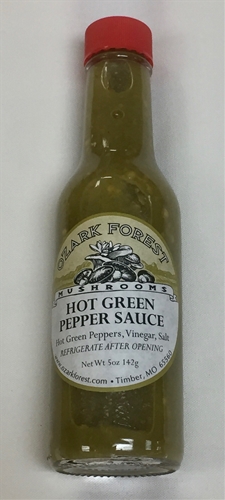 OZARK FOREST
MUSHROOMS
HOT GREEN
PEPPER SAUCE
Hot Green Peppers, Vinegar, Salt
REFRIGERATE AFTER OPENING
Net Wt 5oz 142g
www.ozarkforest.com • Timber, MO 65560